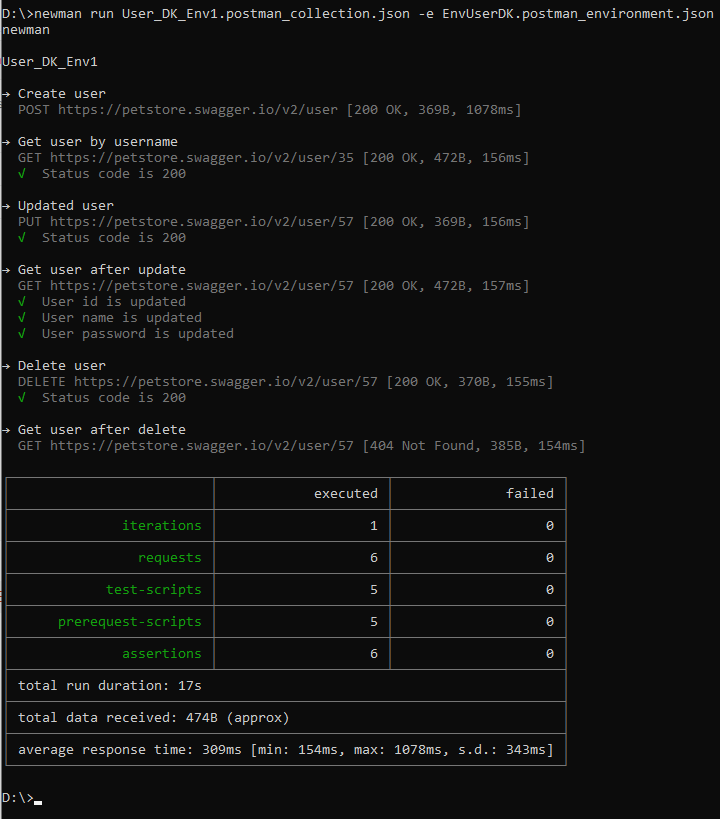 D:\>newman run User_DK_Env1.postman_collection.json -e EnvUserDK.postman_environment.json
newman
User_DK_Env1
→ Create user
POST https://petstore.swagger.io/v2/user [200 OK, 369B, 1078ms]
→ Get user by username
GET https://petstore.swagger.io/v2/user/35 [200 OK, 472B, 156ms]
√ Status code is 200
→ Updated user
PUT https://petstore.swagger.io/v2/user/57 [200 OK, 369B, 156ms]
√ Status code is 200
→ Get user after update
GET https://petstore.swagger.io/v2/user/57 [200 OK, 472B, 157ms]
√ User id is updated
√ User name is updated
√ User password is updated
→ Delete user
DELETE https://petstore.swagger.io/v2/user/57 [200 OK, 370B, 155ms]
√ Status code is 200
→ Get user after delete
GET https://petstore.swagger.io/v2/user/57 [404 Not Found, 385B, 154ms]
executed failed
iterations 1 0
requests 6 0
test-scripts 5 0
prerequest-scripts 5 0
assertions 6 0
total run duration: 17s
total data received: 474B (approx)
average response time: 309ms [min: 154ms, max: 1078ms, s.d.: 343ms]
D:\>